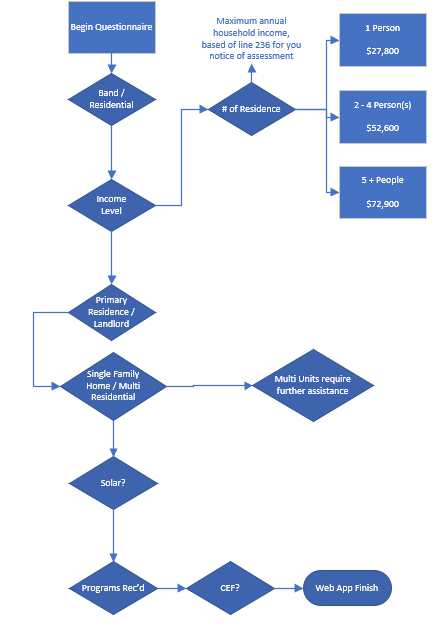 Begin Questionnaire
Maximum annual
household income,
based of line 236 for you
notice of assessment
1 Person
$27,800
Band /
Residential
# of Residence
2 - 4 Person(s)
$52,600
5 + People
$72,900
Income
Level
Primary
Residence /
Landlord
Single Family
Home / Multi
Residential
Multi Units require
further assistance
Solar?
Programs Rec'd
CEF?
Web App Finish